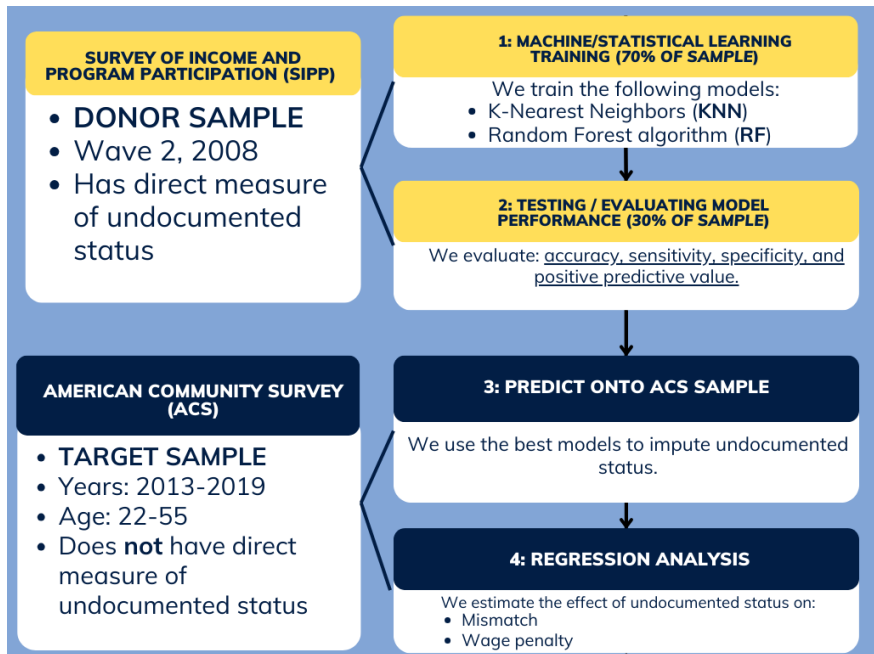 SURVEY OF INCOME AND
PROGRAM PARTICIPATION (SIPP)
• DONOR SAMPLE
• Wave 2, 2008
• Has direct measure
of undocumented
status
1: MACHINE/STATISTICAL LEARNING
TRAINING (70% OF SAMPLE)
We train the following models:
• K-Nearest Neighbors (KNN)
• Random Forest algorithm (RF)
2: TESTING / EVALUATING MODEL
PERFORMANCE (30% OF SAMPLE)
We evaluate: accuracy, sensitivity, specificity, and
positive predictive value.
AMERICAN COMMUNITY SURVEY
(ACS)
• TARGET SAMPLE
• Years: 2013-2019
• Age: 22-55
• Does not have direct
measure of
undocumented status
3: PREDICT ONTO ACS SAMPLE
We use the best models to impute undocumented
status.
4: REGRESSION ANALYSIS
We estimate the effect of undocumented status on:
• Mismatch
• Wage penalty